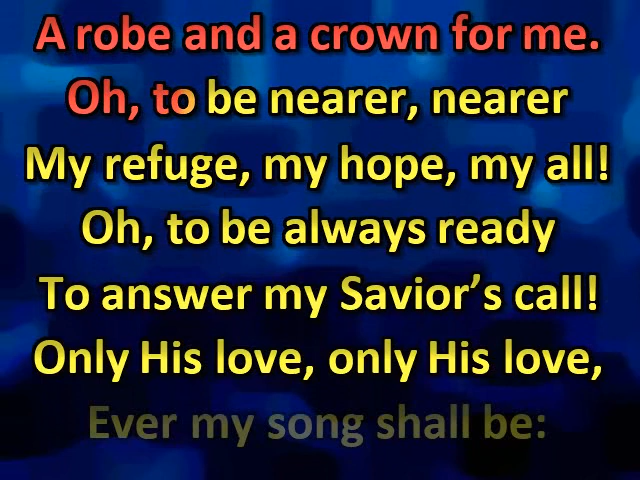 A robe and a crown for me.
Oh, to be nearer, nearer
My refuge, my hope, my all!
Oh, to be always ready
To answer my Savior’s call!
Only His love, only His love,
Ever my song shall be: